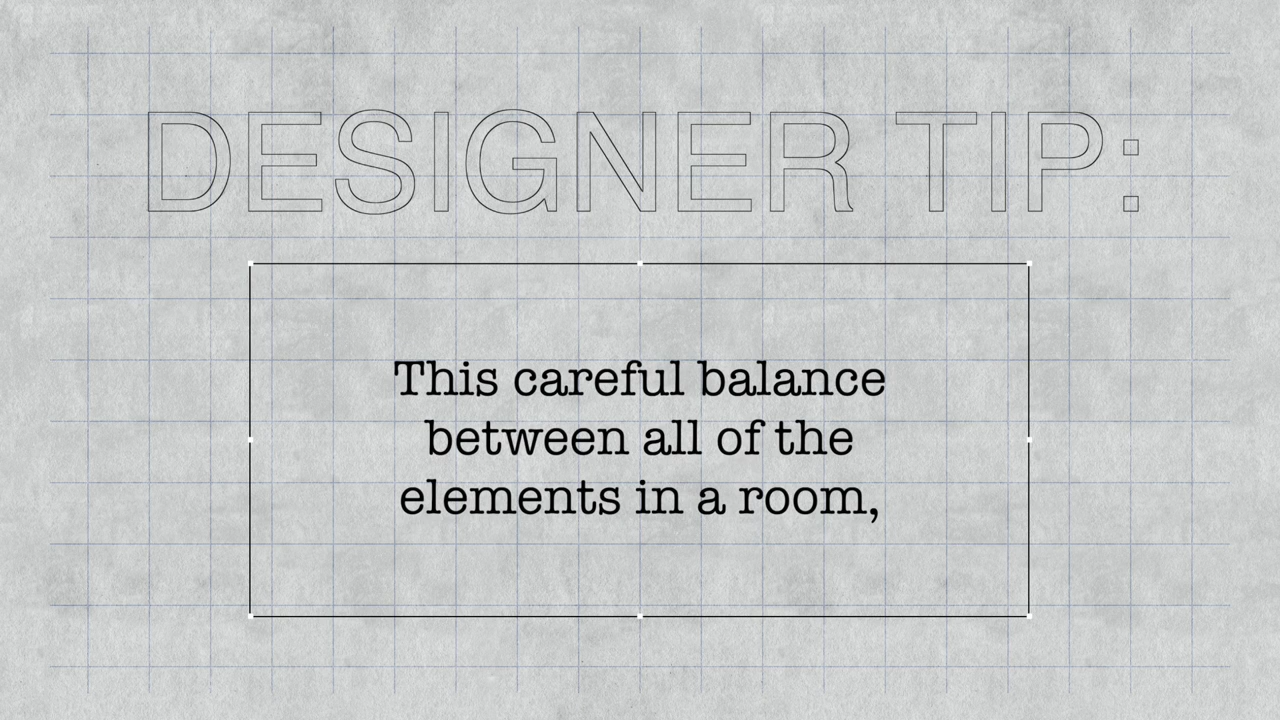 DESIGNER TIP:
This careful balance
between all of the
elements in a room,